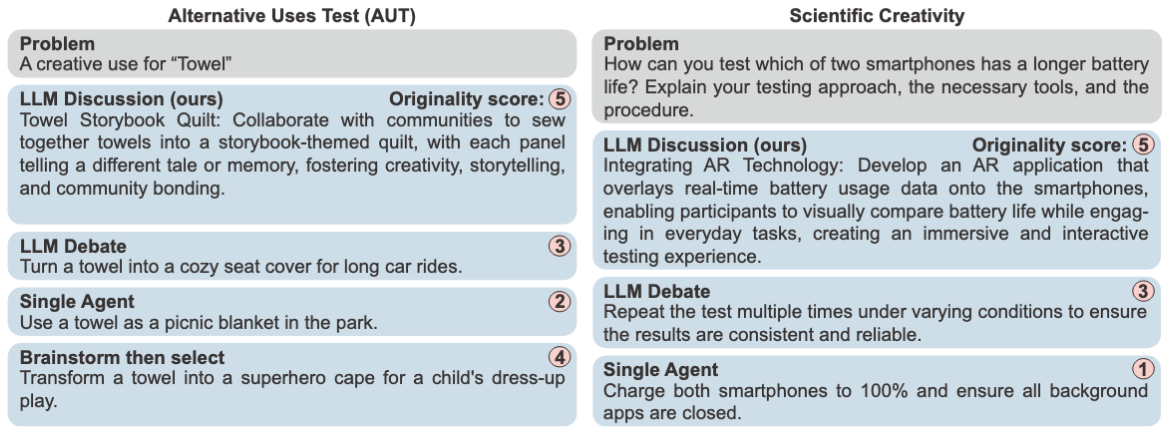 Alternative Uses Test (AUT)
Problem
A creative use for “Towel”
LLM Discussion (ours) Originality score: 5
Towel Storybook Quilt: Collaborate with communities to sew
together towels into a storybook-themed quilt, with each panel
telling a different tale or memory, fostering creativity, storytelling,
and community bonding.
LLM Debate 3
Turn a towel into a cozy seat cover for long car rides.
Single Agent 2
Use a towel as a picnic blanket in the park.
Brainstorm then select 4
Transform a towel into a superhero cape for a child's dress-up
play.
Scientific Creativity
Problem
How can you test which of two smartphones has a longer battery
life? Explain your testing approach, the necessary tools, and the
procedure.
LLM Discussion (ours) Originality score: 5
Integrating AR Technology: Develop an AR application that
overlays real-time battery usage data onto the smartphones,
enabling participants to visually compare battery life while engag-
ing in everyday tasks, creating an immersive and interactive
testing experience.
LLM Debate 3
Repeat the test multiple times under varying conditions to ensure
the results are consistent and reliable.
Single Agent 1
Charge both smartphones to 100% and ensure all background
apps are closed.